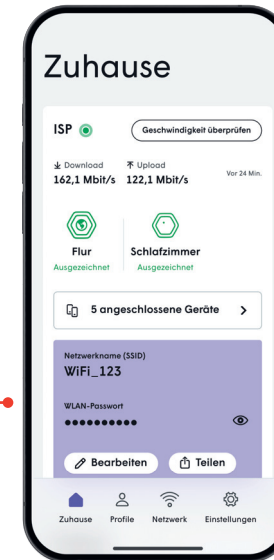 Zuhause
ISP
Geschwindigkeit überprüfen
Download Upload
162,1 Mbit/s 122,1 Mbit/s Vor 24 Min.
Flur Schlafzimmer
Ausgezeichnet Ausgezeichnet
5 angeschlossene Geräte
Netzwerkname (SSID)
WiFi_123
WLAN-Passwort
••••••••••
Bearbeiten Teilen
Zuhause Profile Netzwerk Einstellungen